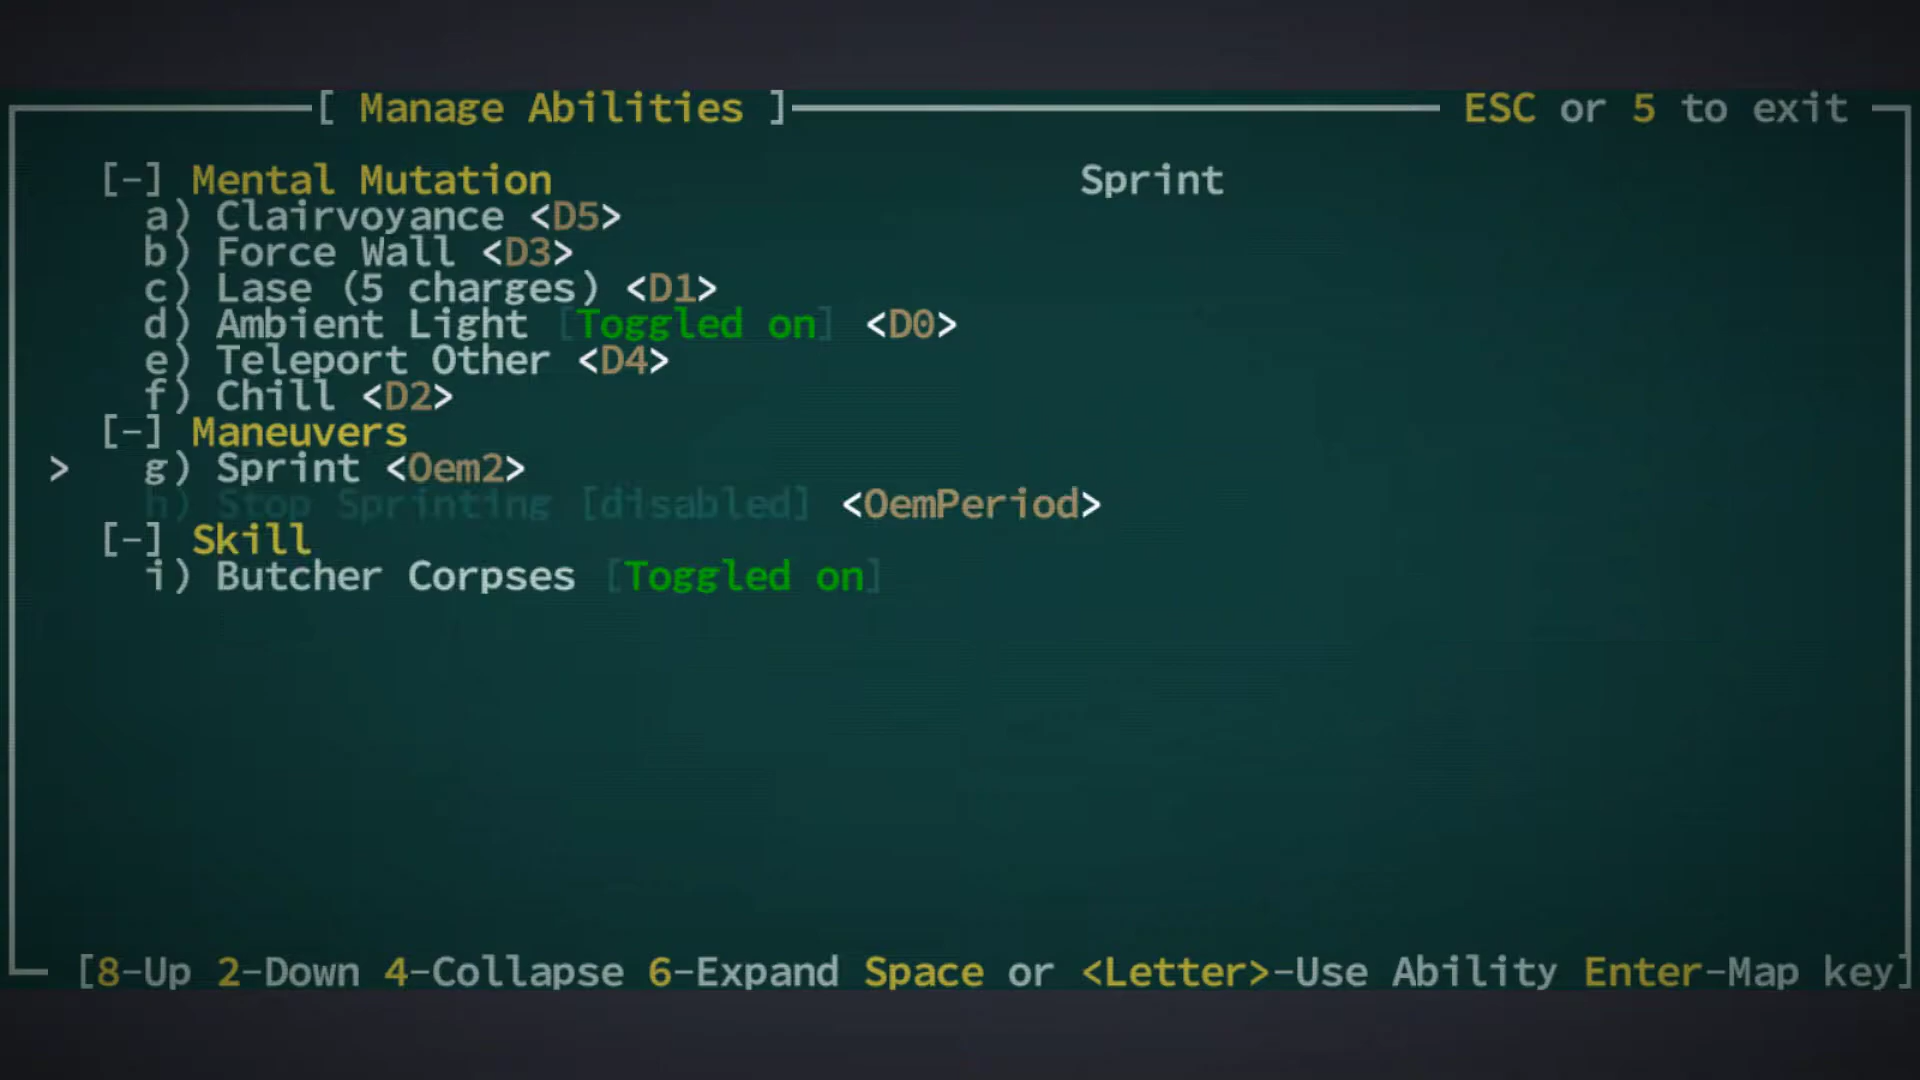 [ Manage Abilities ] ESC or 5 to exit
[-] Mental Mutation Sprint
a) Clairvoyance <D5>
b) Force Wall <D3>
c) Lase (5 charges) <D1>
d) Ambient Light [Toggled on] <D0>
e) Teleport Other <D4>
f) Chill <D2>
[-] Maneuvers
> g) Sprint <Oem2>
h) Stop Sprinting [disabled] <OemPeriod>
[-] Skill
i) Butcher Corpses [Toggled on]
[8-Up 2-Down 4-Collapse 6-Expand Space or <Letter>-Use Ability Enter-Map key]